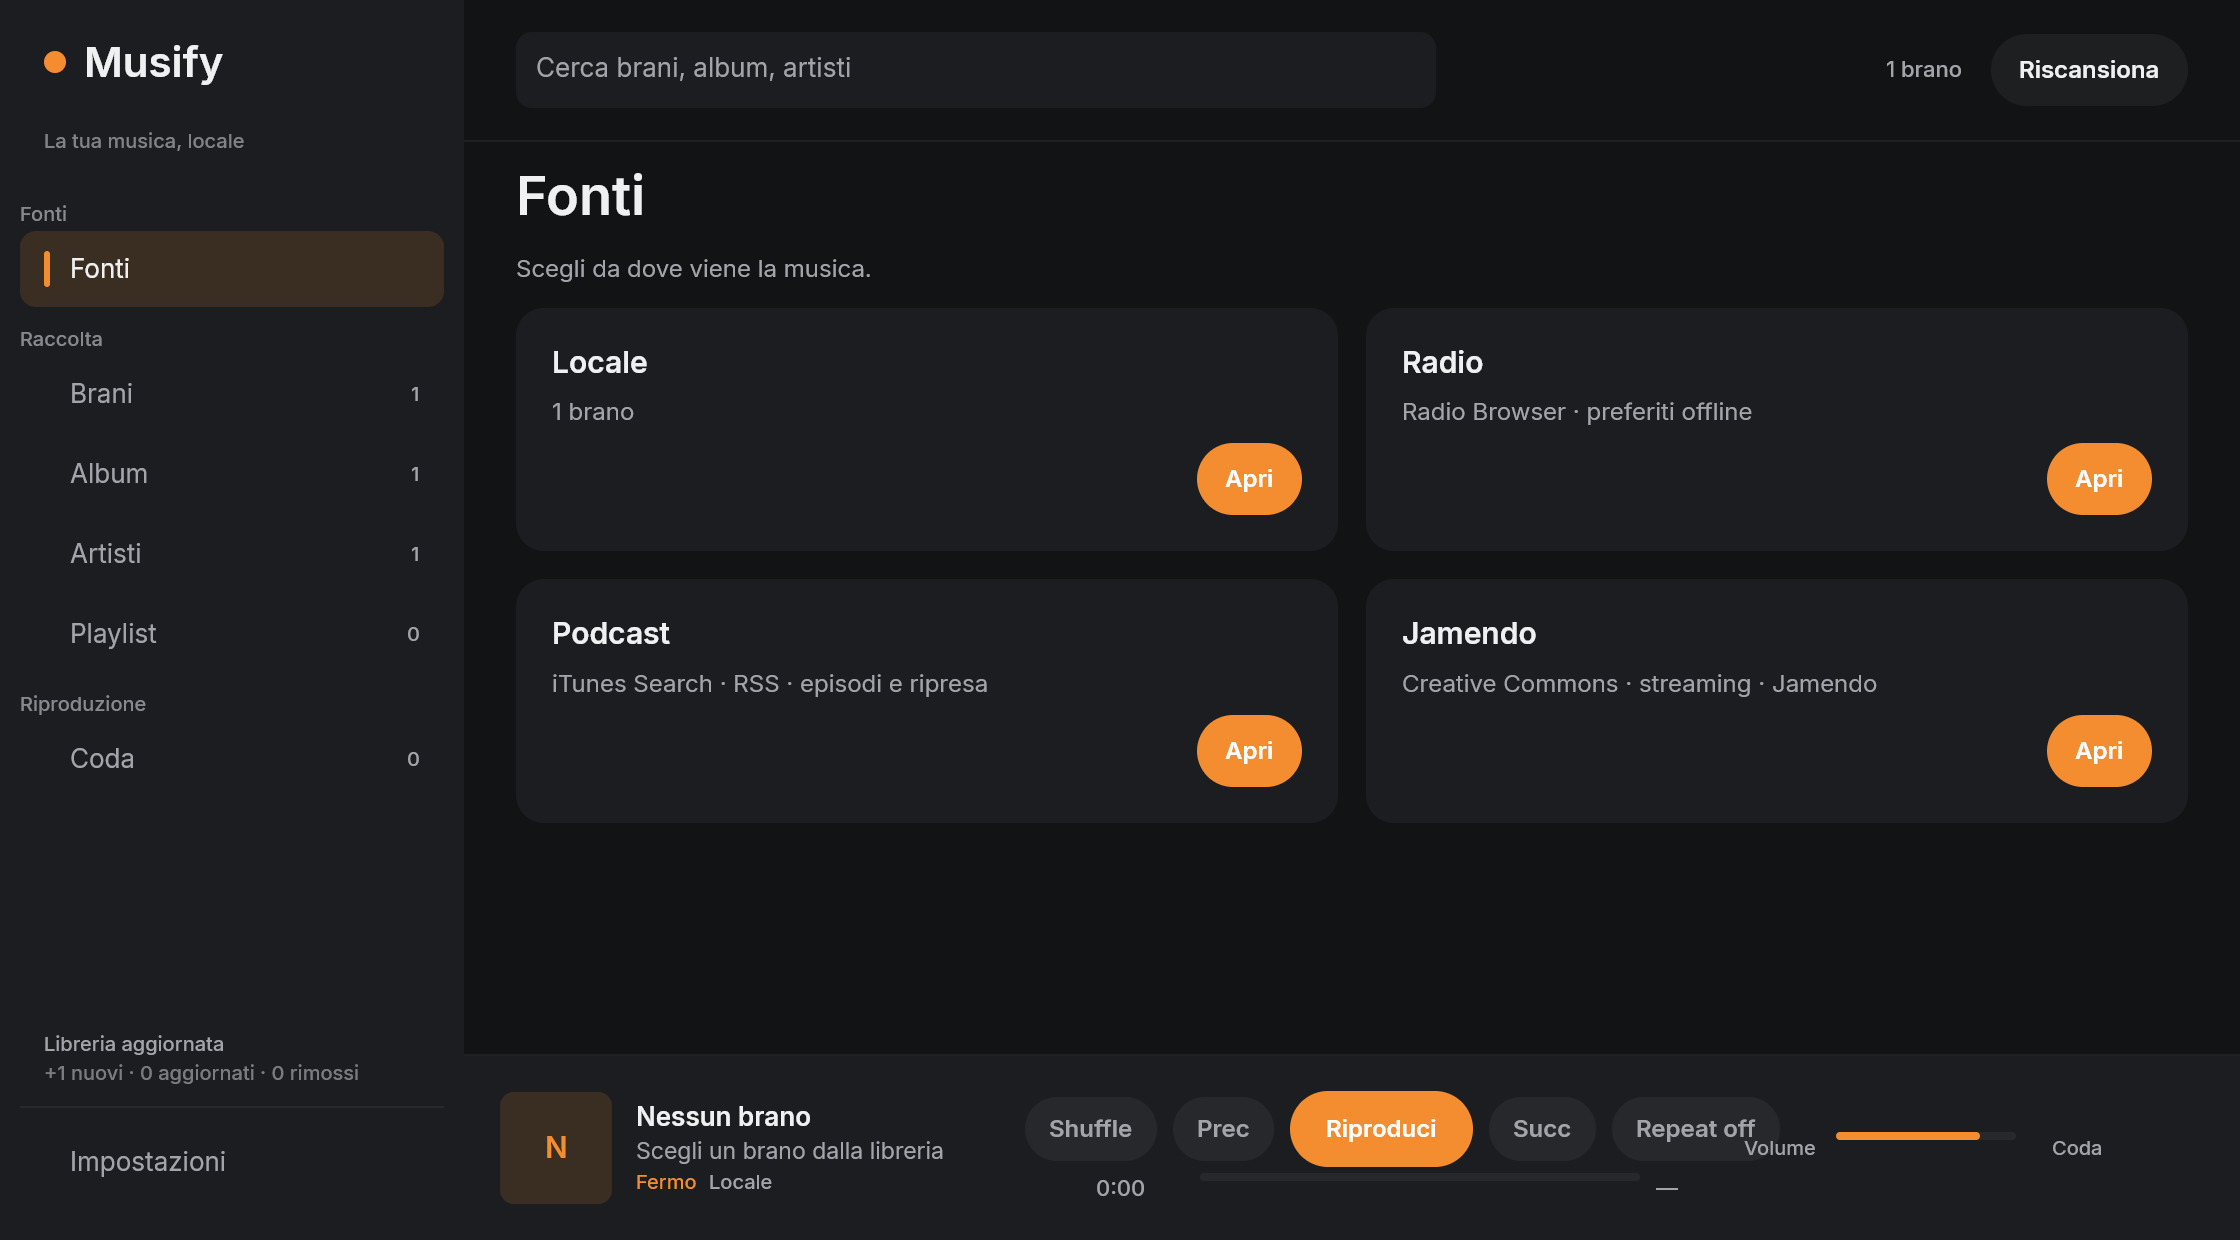 Musify
La tua musica, locale
Fonti
Fonti
Raccolta
Brani 1
Album 1
Artisti 1
Playlist 0
Riproduzione
Coda 0
Libreria aggiornata
+1 nuovi · 0 aggiornati · 0 rimossi
Impostazioni
Cerca brani, album, artisti
1 brano
Riscansiona
Fonti
Scegli da dove viene la musica.
Locale
1 brano
Apri
Radio
Radio Browser · preferiti offline
Apri
Podcast
iTunes Search · RSS · episodi e ripresa
Apri
Jamendo
Creative Commons · streaming · Jamendo
Apri
N
Nessun brano
Scegli un brano dalla libreria
Fermo Locale
Shuffle Prec Riproduci Succ Repeat off
0:00 —
Volume
Coda